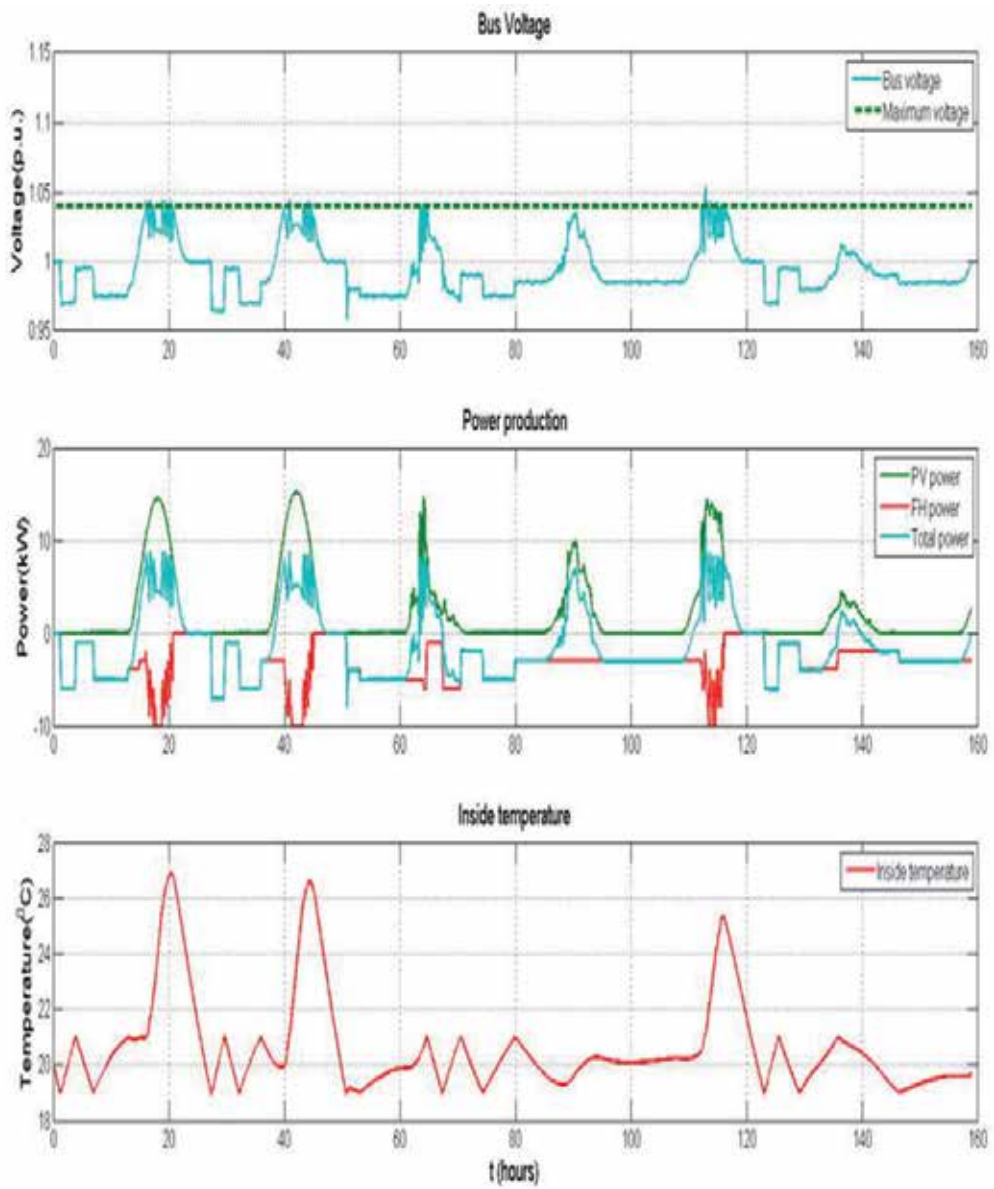 Bus Voltage
1.15
1.1
1.05
1
0.95
Voltage(p.u.)
Bus voltage
Maximum voltage
0 20 40 60 80 100 120 140 160
Power production
20
10
0
-10
Power(kW)
PV power
FH power
Total power
0 20 40 60 80 100 120 140 160
Inside temperature
28
26
24
22
20
18
Temperature(⁰C)
Inside temperature
0 20 40 60 80 100 120 140 160
t (hours)